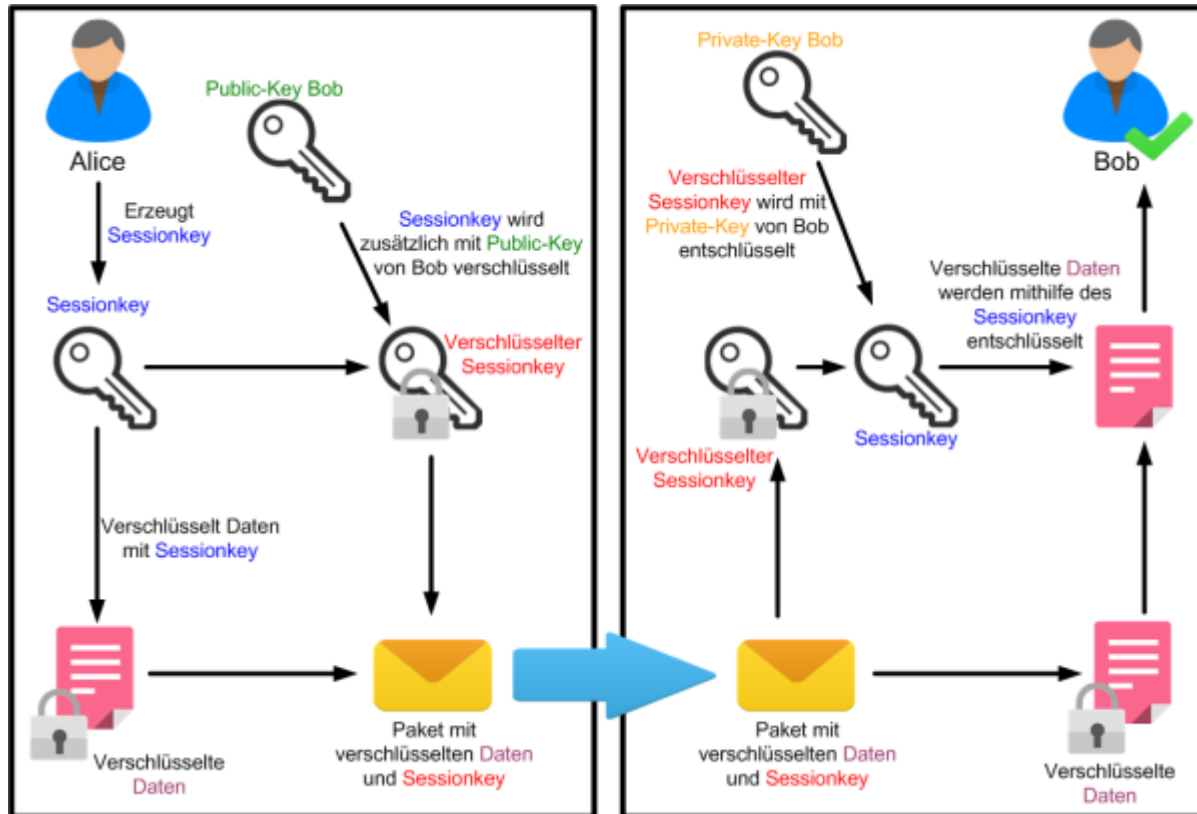 Alice
Public-Key Bob
Erzeugt
Sessionkey
Sessionkey wird
zusätzlich mit Public-Key
von Bob verschlüsselt
Sessionkey
Verschlüsselter
Sessionkey
Verschlüsselt Daten
mit Sessionkey
Verschlüsselte
Daten
Paket mit
verschlüsselten Daten
und Sessionkey
Private-Key Bob
Bob
Verschlüsselter
Sessionkey wird mit
Private-Key von Bob
entschlüsselt
Verschlüsselte Daten
werden mithilfe des
Sessionkey
entschlüsselt
Sessionkey
Verschlüsselter
Sessionkey
Paket mit
verschlüsselten Daten
und Sessionkey
Verschlüsselte
Daten